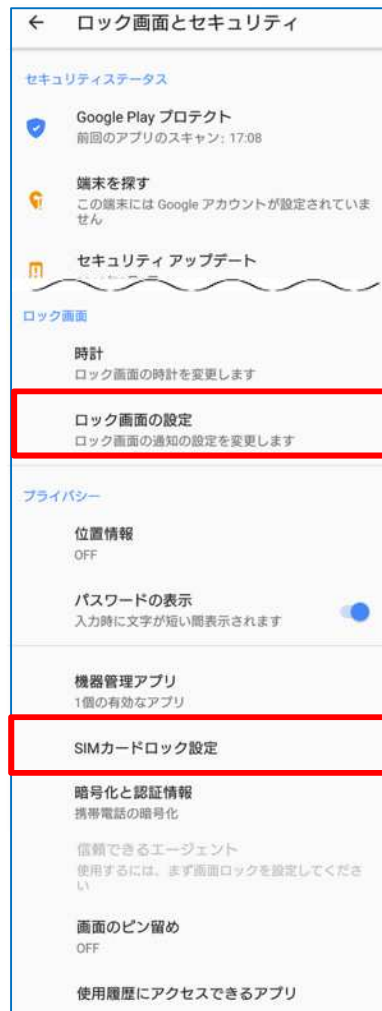 ← ロック画面とセキュリティ
セキュリティステータス
Google Play プロテクト
前回のアプリのスキャン: 17:08
端末を探す
この端末には Google アカウントが設定されていま
せん
セキュリティ アップデート
ロック画面
時計
ロック画面の時計を変更します
ロック画面の設定
ロック画面の通知の設定を変更します
プライバシー
位置情報
OFF
パスワードの表示
入力時に文字が短い間表示されます
機器管理アプリ
1個の有効なアプリ
SIMカードロック設定
暗号化と認証情報
携帯電話の暗号化
信頼できるエージェント
使用するには、まず画面ロックを設定してくださ
い
画面のピン留め
OFF
使用履歴にアクセスできるアプリ